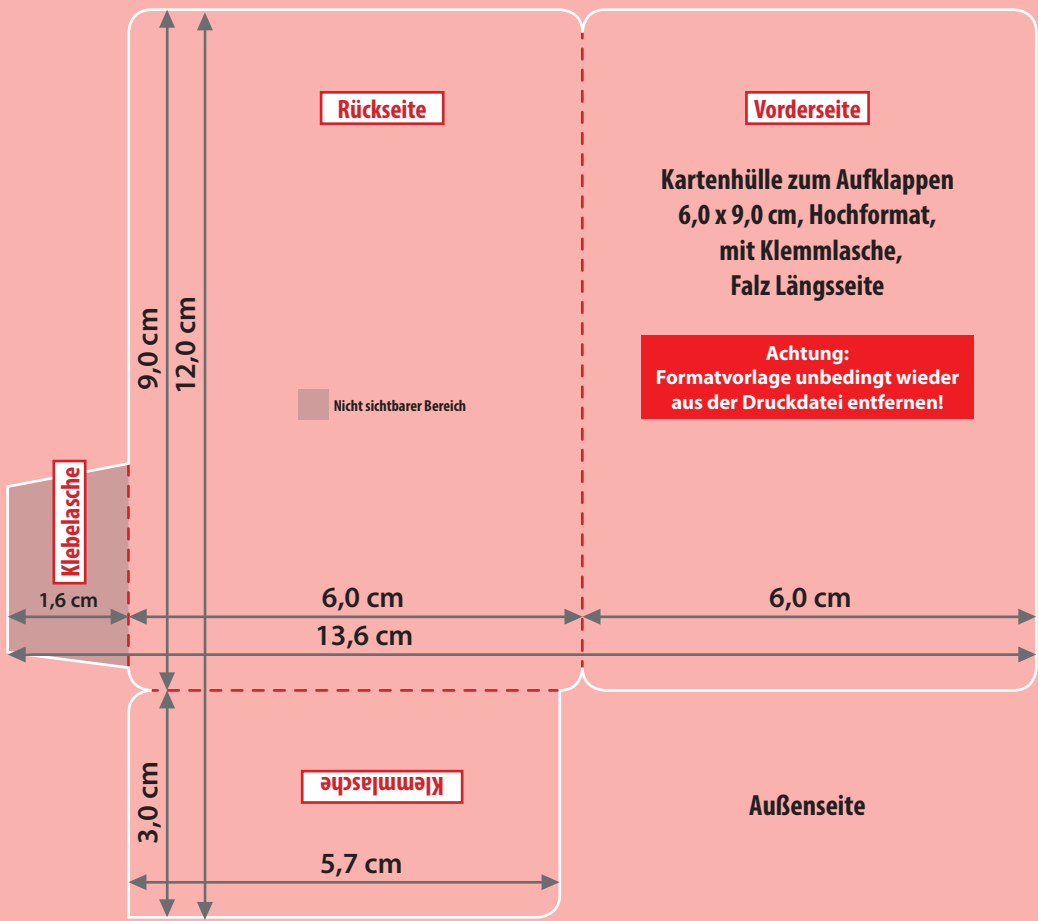 Rückseite
Vorderseite
Kartenhülle zum Aufklappen
6,0 x 9,0 cm, Hochformat,
mit Klemmlasche,
Falz Längsseite
9,0 cm
12,0 cm
Achtung:
Formatvorlage unbedingt wieder
aus der Druckdatei entfernen!
Nicht sichtbarer Bereich
Klebelasche
1,6 cm
6,0 cm
6,0 cm
13,6 cm
3,0 cm
Klemmlasche
Außenseite
5,7 cm